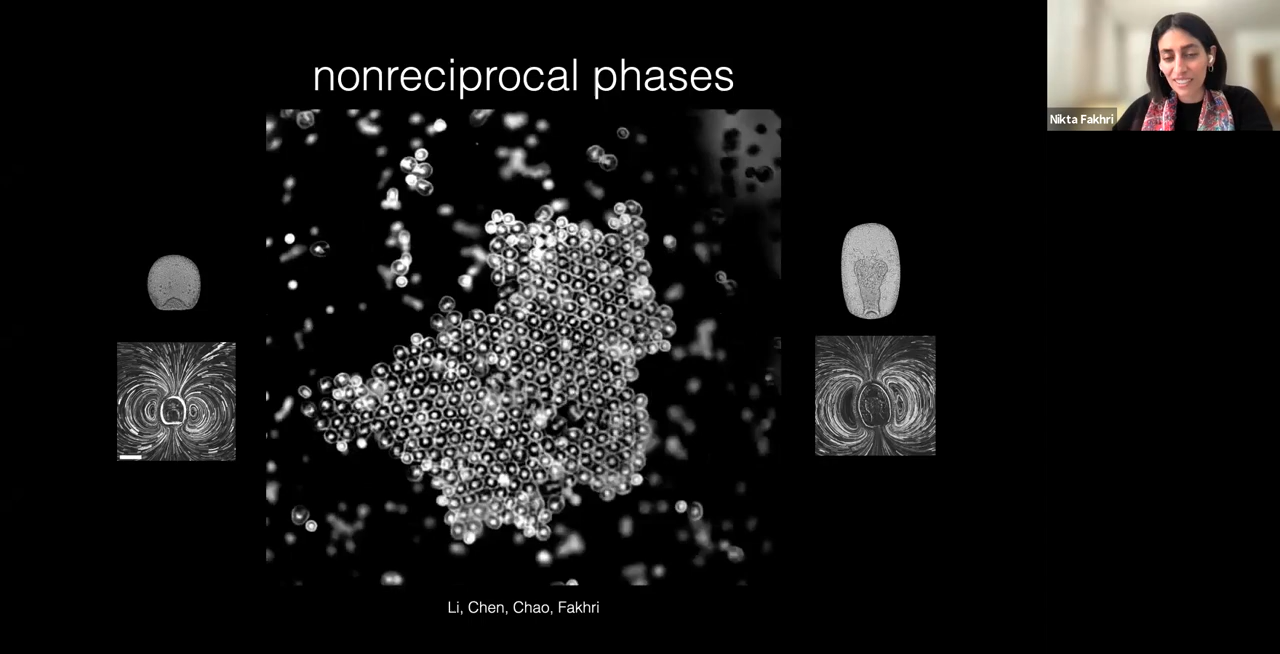 nonreciprocal phases
Nikta Fakhri
Li, Chen, Chao, Fakhri